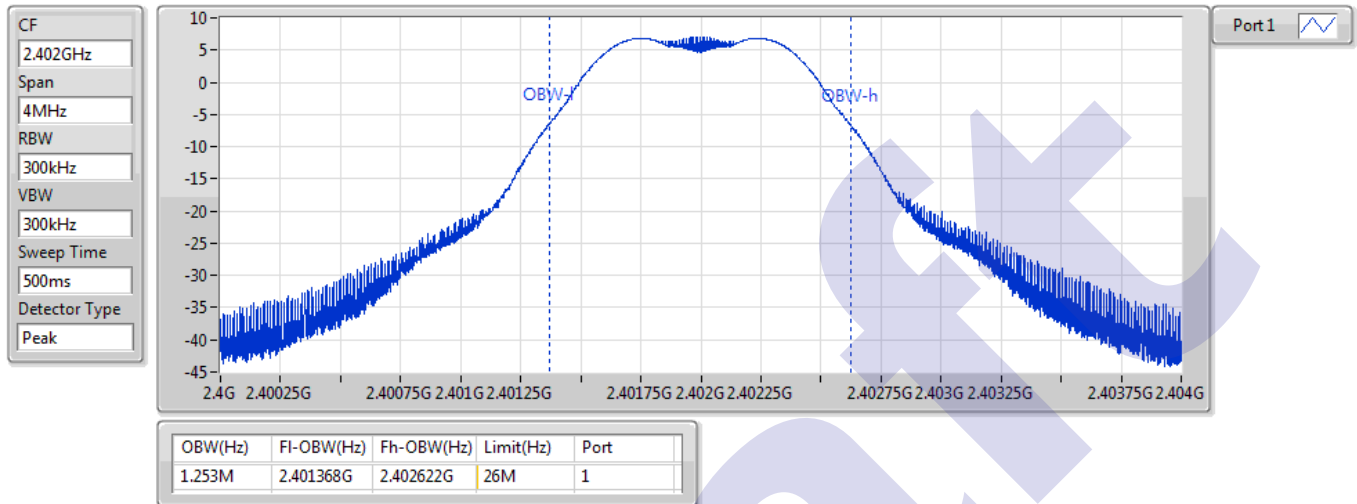 CF
2.402GHz
Span
4MHz
RBW
300kHz
VBW
300kHz
Sweep Time
500ms
Detector Type
Peak
10
5
0
-5
-10
-15
-20
-25
-30
-35
-40
-45
OBW-l
OBW-h
2.4G 2.40025G 2.40075G 2.401G 2.40125G 2.40175G 2.402G 2.40225G 2.40275G 2.403G 2.40325G 2.40375G 2.404G
Port 1
OBW(Hz) Fl-OBW(Hz) Fh-OBW(Hz) Limit(Hz) Port
1.253M 2.401368G 2.402622G 26M 1